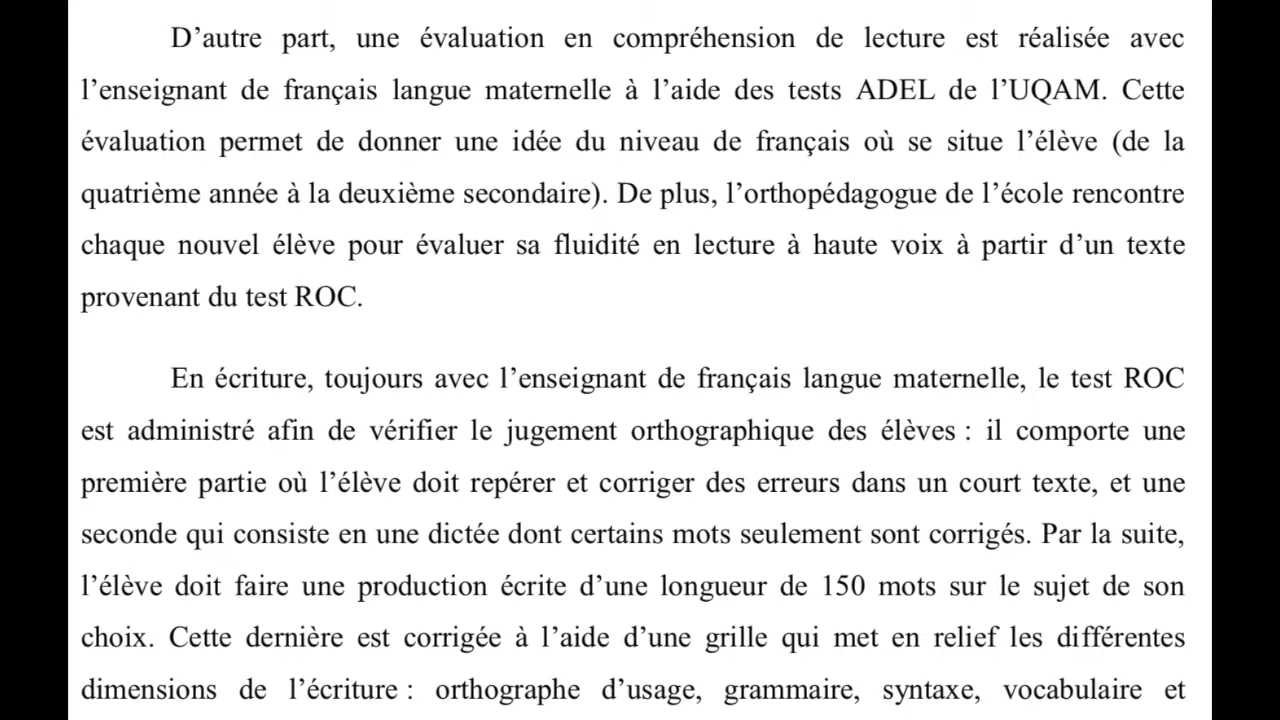 D’autre part, une évaluation en compréhension de lecture est réalisée avec
l’enseignant de français langue maternelle à l’aide des tests ADEL de l’UQAM. Cette
évaluation permet de donner une idée du niveau de français où se situe l’élève (de la
quatrième année à la deuxième secondaire). De plus, l’orthopédagogue de l’école rencontre
chaque nouvel élève pour évaluer sa fluidité en lecture à haute voix à partir d’un texte
provenant du test ROC.
En écriture, toujours avec l’enseignant de français langue maternelle, le test ROC
est administré afin de vérifier le jugement orthographique des élèves : il comporte une
première partie où l’élève doit repérer et corriger des erreurs dans un court texte, et une
seconde qui consiste en une dictée dont certains mots seulement sont corrigés. Par la suite,
l’élève doit faire une production écrite d’une longueur de 150 mots sur le sujet de son
choix. Cette dernière est corrigée à l’aide d’une grille qui met en relief les différentes
dimensions de l’écriture : orthographe d’usage, grammaire, syntaxe, vocabulaire et